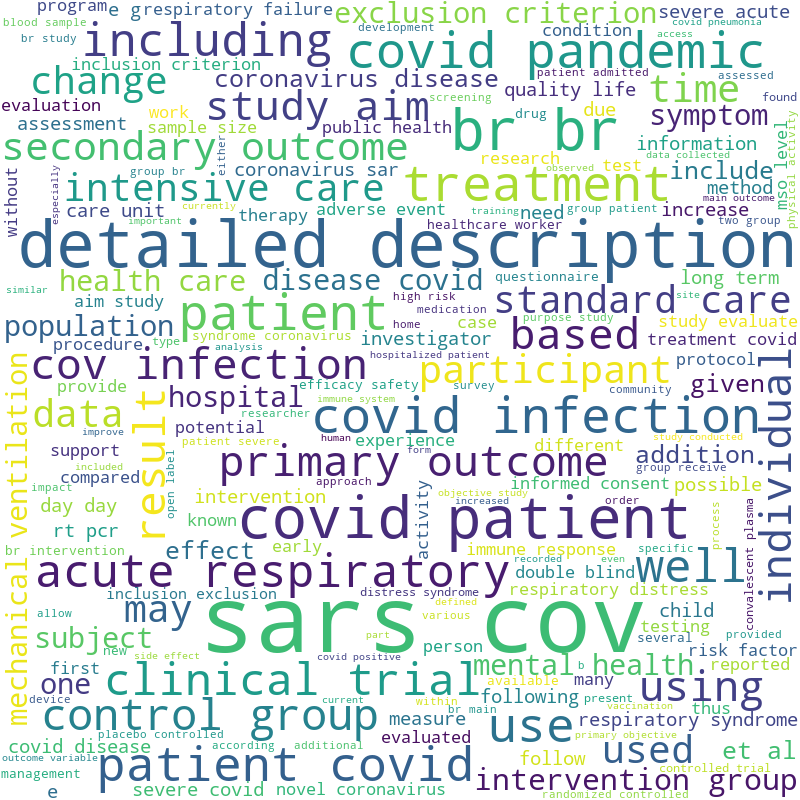 program
e g
respiratory failure
exclusion criterion
severe acute
covid pneumonia
blood sample
br study
including
development
covid pandemic
condition
access
inclusion criterion
patient admitted
assessed
change
coronavirus disease
quality life
time
found
evaluation
study aim
screening
drug
due
work
symptom
assessment
sample size
public health
br br
information
mso level
physical activity
secondary outcome
either
research
test
data collected
without
especially
group br
coronavirus sar
observed
include
main outcome
intensive care
treatment
method
currently
care unit
adverse event
training
need
group patient
increase
two group
important
therapy
healthcare worker
detailed description
health care
disease covid
questionnaire
long term
similar
aim study
high risk
medication
standard care
site
patient
home
purpose study
population
syndrome coronavirus
investigator
case
based
study evaluate
procedure
type
analysis
treatment covid
cov infection
hospitalized patient
participant
protocol
mechanical ventilation
provide
result
hospital
efficacy safety
survey
community
given
individual
data
immune system
researcher
covid infection
improve
potential
patient severe
human
experience
different
study conducted
support
included
form
addition
primary outcome
approach
group receive
compared
open label
informed consent
possible
impact
intervention
objective study
increased
order
day day
known
covid patient
activity
process
convalescent plasma
rt pcr
early
immune response
specific
br intervention
effect
recorded
even
acute respiratory
double blind
well
distress syndrome
respiratory distress
inclusion exclusion
defined
child
provided
may
sars cov
various
testing
allow
subject
part
person
several
risk factor
new
side effect
covid positive
mental health
reported
first
one
clinical trial
b
available
many
using
device
current
following
present
vaccination
within
thus
control group
measure
br main
use
respiratory syndrome
placebo controlled
covid disease
according
additional
evaluated
primary objective
used
et al
outcome variable
patient covid
follow
controlled trial
management
intervention group
e
severe covid
novel coronavirus
randomized controlled